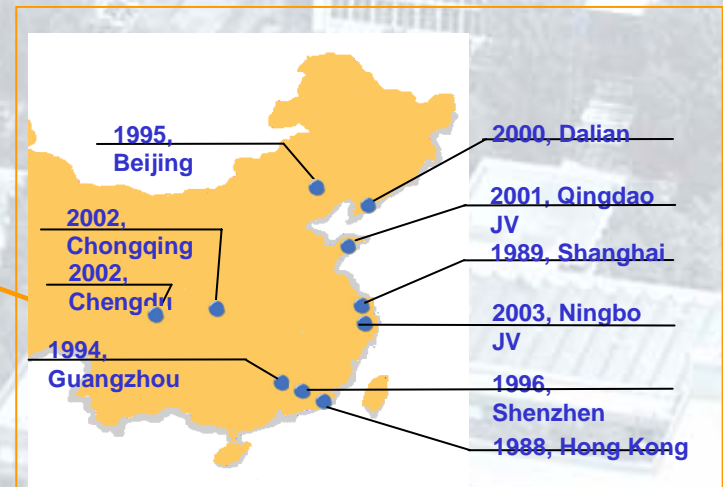 1995,
Beijing
2002,
Chongqing
2002,
Chengdu
1994,
Guangzhou
2000, Dalian
2001, Qingdao
JV
1989, Shanghai
2003, Ningbo
JV
1996,
Shenzhen
1988, Hong Kong